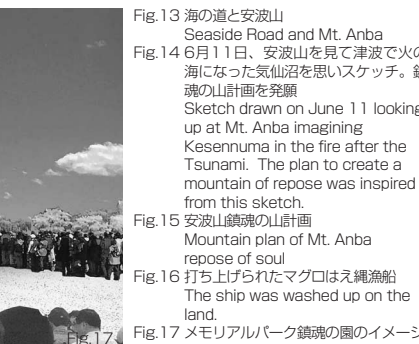 Fig.13 海の道と安波山
Seaside Road and Mt. Anba
Fig.14 6月11日、安波山を見て津波で火の
海になった気仙沼を思いスケッチ。鎮
魂の山計画を発願
Sketch drawn on June 11 looking
up at Mt. Anba imagining
Kesennuma in the fire after the
Tsunami. The plan to create a
mountain of repose was inspired
from this sketch.
Fig.15 安波山鎮魂の山計画
Mountain plan of Mt. Anba
repose of soul
Fig.16 打ち上げられたマグロはえ縄漁船
The ship was washed up on the
land.
Fig.17 メモリアルパーク鎮魂の園のイメージ
Fig.17